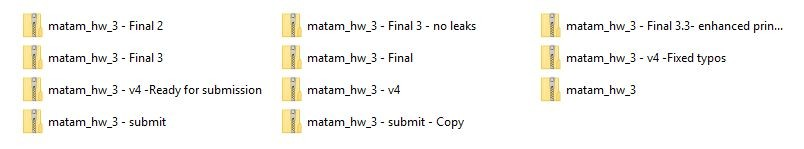 matam_hw_3 - Final 2
matam_hw_3 - Final 3 - no leaks
matam_hw_3 - Final 3.3- enhanced prin...
matam_hw_3 - Final 3
matam_hw_3 - Final
matam_hw_3 - v4 -Fixed typos
matam_hw_3 - v4 -Ready for submission
matam_hw_3 - v4
matam_hw_3
matam_hw_3 - submit
matam_hw_3 - submit - Copy